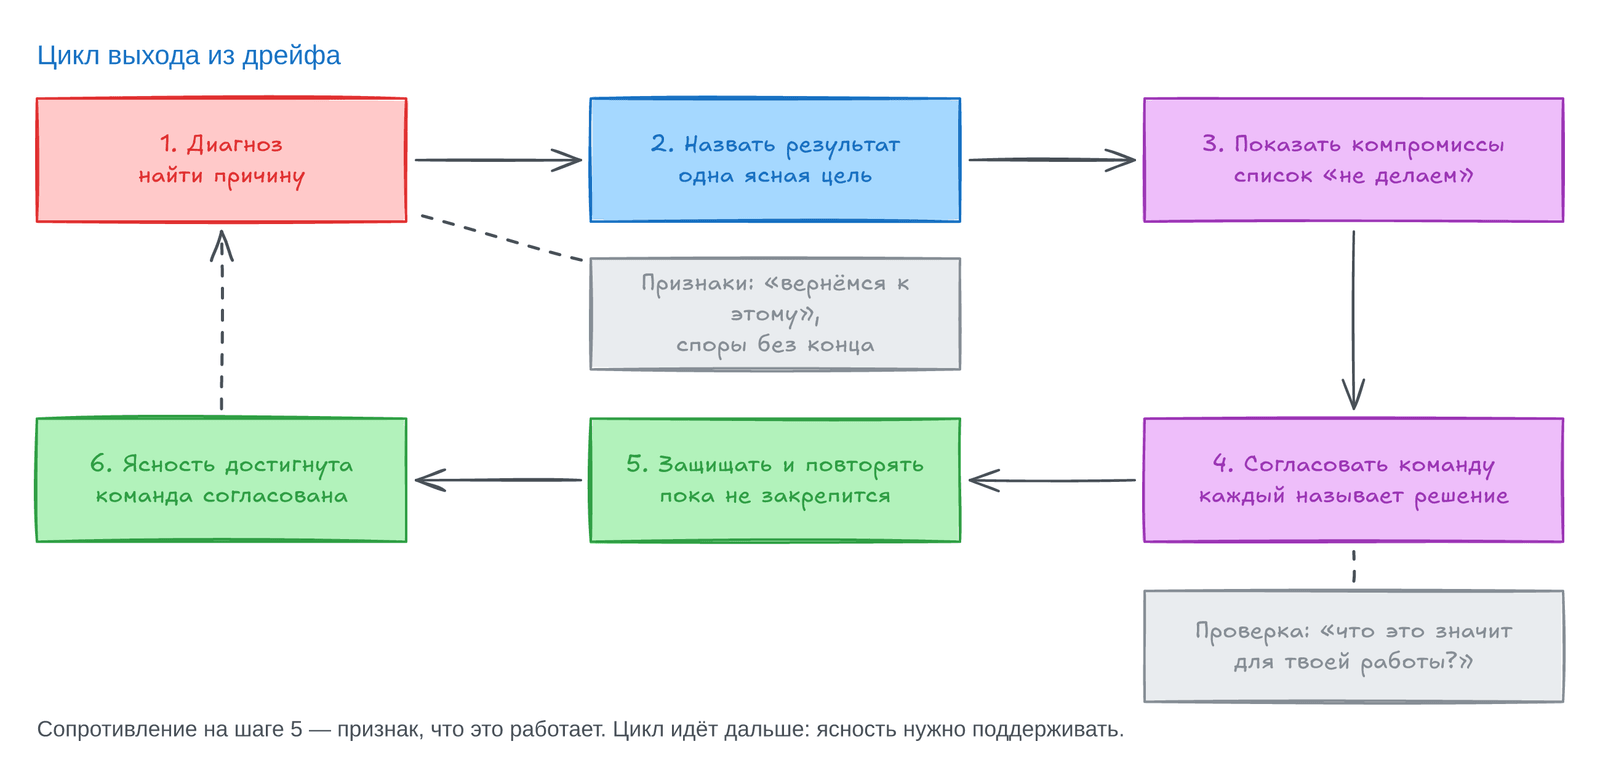 Цикл выхода из дрейфа
1. Диагноз
найти причину
2. Назвать результат
одна ясная цель
3. Показать компромиссы
список «не делаем»
Признаки: «вернёмся к
этому»,
споры без конца
6. Ясность достигнута
команда согласована
5. Защищать и повторять
пока не закрепится
4. Согласовать команду
каждый называет решение
Проверка: «что это значит
для твоей работы?»
Сопротивление на шаге 5 — признак, что это работает. Цикл идёт дальше: ясность нужно поддерживать.